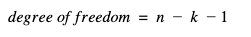 degree of freedom = n − k − 1